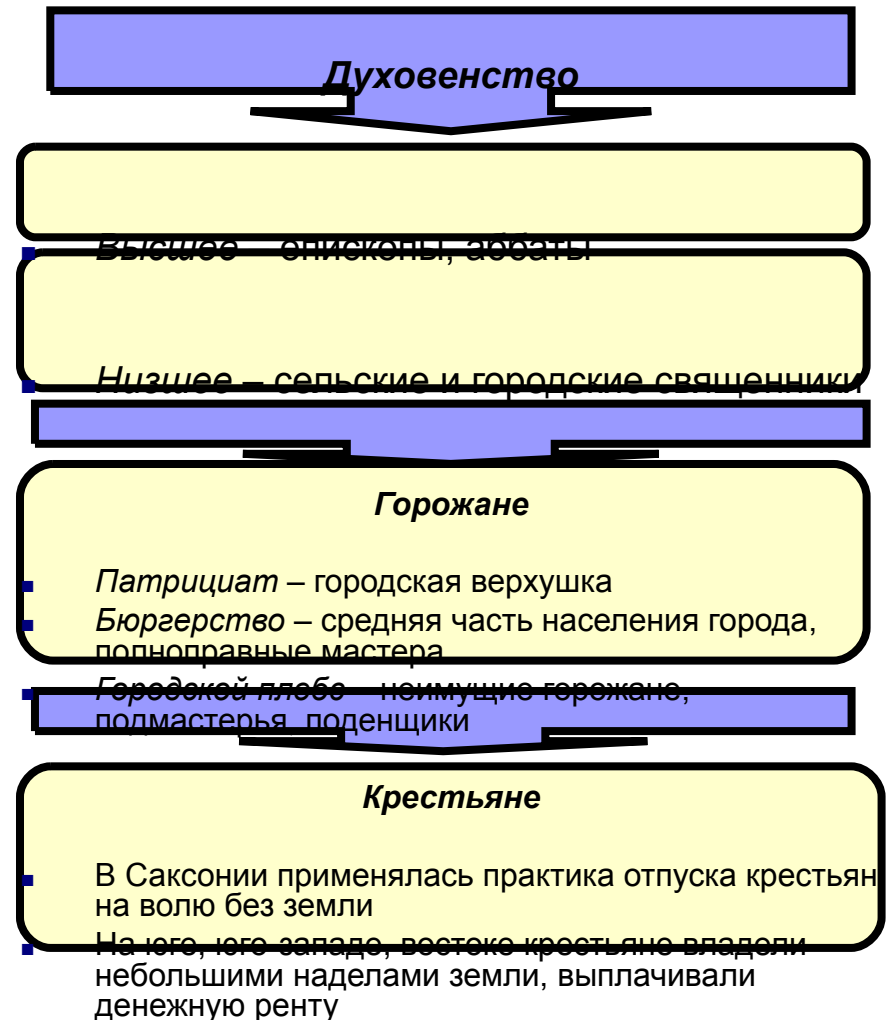 Духовенство
Высшее – епископы, аббаты
Низшее – сельские и городские священники
Горожане
Патрициат – городская верхушка
Бюргерство – средняя часть населения города,
полноправные мастера
Городской плебс – неимущие горожане,
подмастерья, поденщики
Крестьяне
В Саксонии применялась практика отпуска крестьян
на волю без земли
На юге, юго-западе, востоке крестьяне владели
небольшими наделами земли, выплачивали
денежную ренту